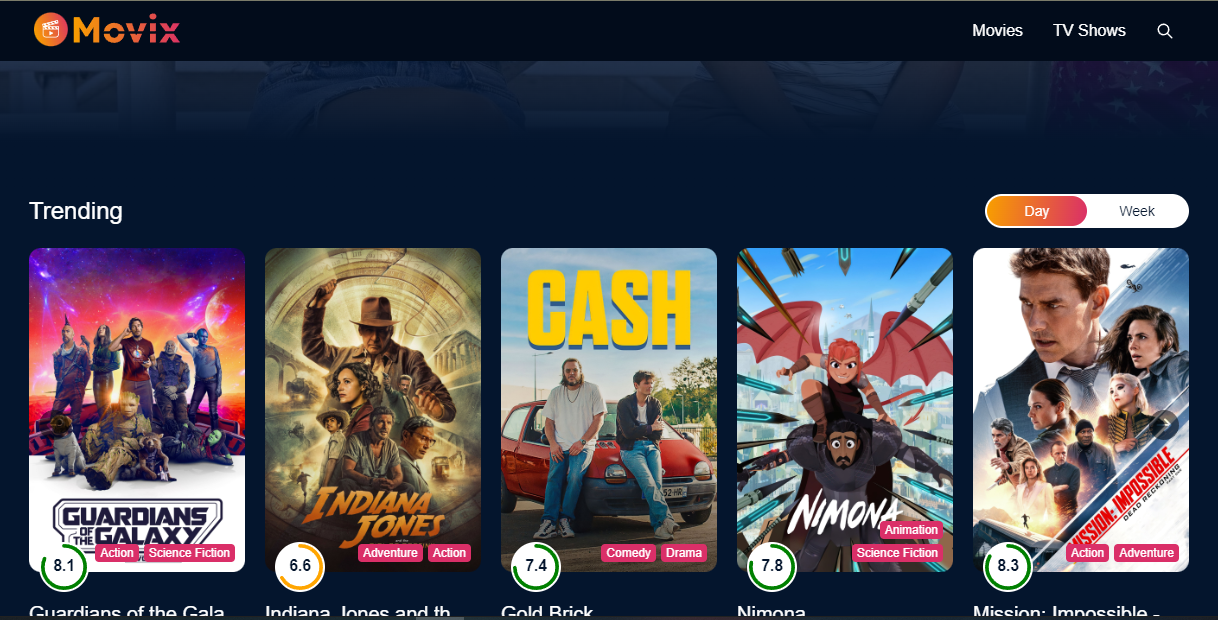 Movix
Movies
TV Shows
Trending
Day
Week
GUARDIANS
OF THE
GALAXY
Action
Science Fiction
8.1
Guardians of the Gala
INDIANA
JONES
Adventure
Action
6.6
Indiana Jones and th
CASH
52 HR
Comedy
Drama
7.4
Gold Brick
NIMONA
Animation
Science Fiction
7.8
Nimona
MISSION: IMPOSSIBLE
DEAD RECKONING
Action
Adventure
8.3
Mission: Impossible -